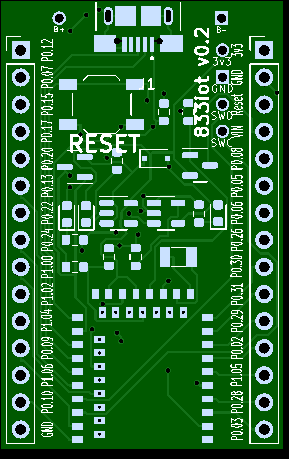 B+
B-
833Iot v0.2
1
RESET
3V3
GND
SWD
SWC
P0.12
P0.07
P0.15
P0.17
P0.20
P0.13
P0.22
P0.24
P1.00
P1.02
P1.04
P0.09
P1.06
P0.10
GND
3V3
GND
Reset
VIN
P0.08
P0.05
P0.06
P0.26
P0.30
P0.31
P0.29
P0.02
P1.05
P0.28
P0.03